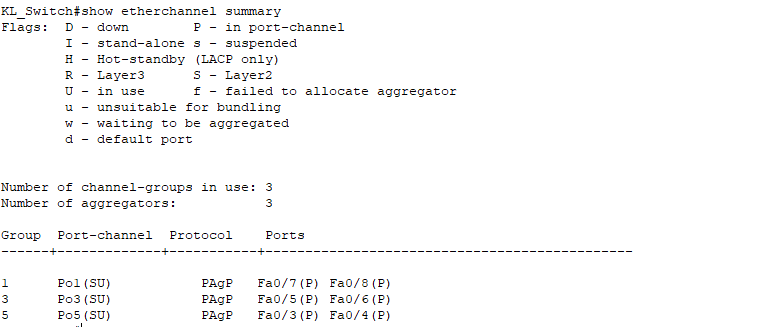 KL_Switch#show etherchannel summary
Flags:  D - down        P - in port-channel
        I - stand-alone s - suspended
        H - Hot-standby (LACP only)
        R - Layer3      S - Layer2
        U - in use      f - failed to allocate aggregator
        u - unsuitable for bundling
        w - waiting to be aggregated
        d - default port
Number of channel-groups in use: 3
Number of aggregators:           3
Group  Port-channel  Protocol    Ports
------+-------------+-----------+----------------------------------------------
1      Po1(SU)           PAgP   Fa0/7(P) Fa0/8(P)
3      Po3(SU)           PAgP   Fa0/5(P) Fa0/6(P)
5      Po5(SU)           PAgP   Fa0/3(P) Fa0/4(P)